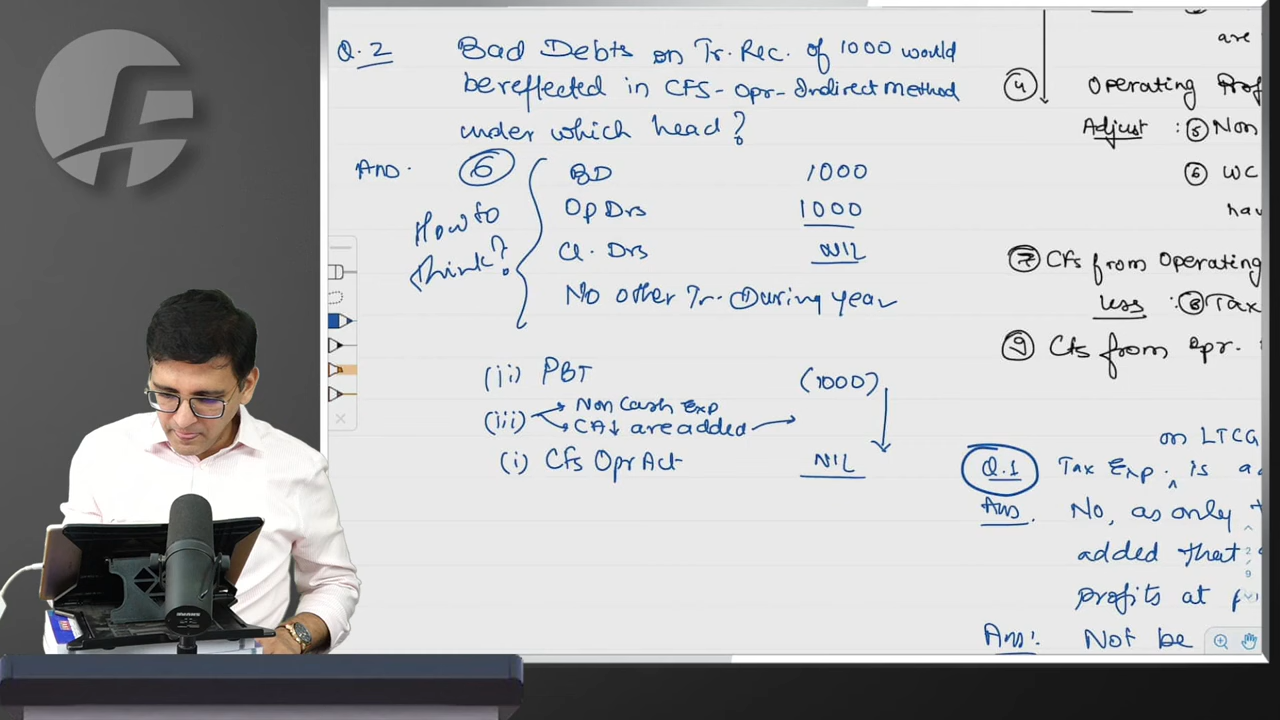 Q.2 Bad Debts on Tr. Rec. of 1000 would
be reflected in CFS - Opr - Indirect method
under which head?
Ans. 6
How to
think?
BD 1000
Op Drs 1000
Cl. Drs NIL
No other Tr. During year
(ii) PBT (1000)
(iii) Non Cash Exp
CA↓ are added
(i) CFs Opr Act NIL
are
4 Operating Prof
Adjust : 5 Non
6 WC
hav
7 CFs from Operating
less : 8 Tax
9 CFs from Opr.
on LTCG
Q.1 Tax Exp. ^ is a
Ans. No, as only t
added that
profits at
Ans: Not be